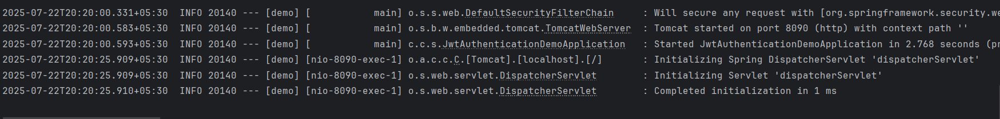 2025-07-22T20:20:00.331+05:30  INFO 20140 --- [demo] [           main] o.s.s.web.DefaultSecurityFilterChain     : Will secure any request with [org.springframework.security.we
2025-07-22T20:20:00.583+05:30  INFO 20140 --- [demo] [           main] o.s.b.w.embedded.tomcat.TomcatWebServer  : Tomcat started on port 8090 (http) with context path ''
2025-07-22T20:20:00.593+05:30  INFO 20140 --- [demo] [           main] c.c.s.JwtAuthenticationDemoApplication   : Started JwtAuthenticationDemoApplication in 2.768 seconds (pr
2025-07-22T20:20:25.909+05:30  INFO 20140 --- [demo] [nio-8090-exec-1] o.a.c.c.C.[Tomcat].[localhost].[/]       : Initializing Spring DispatcherServlet 'dispatcherServlet'
2025-07-22T20:20:25.909+05:30  INFO 20140 --- [demo] [nio-8090-exec-1] o.s.web.servlet.DispatcherServlet        : Initializing Servlet 'dispatcherServlet'
2025-07-22T20:20:25.910+05:30  INFO 20140 --- [demo] [nio-8090-exec-1] o.s.web.servlet.DispatcherServlet        : Completed initialization in 1 ms